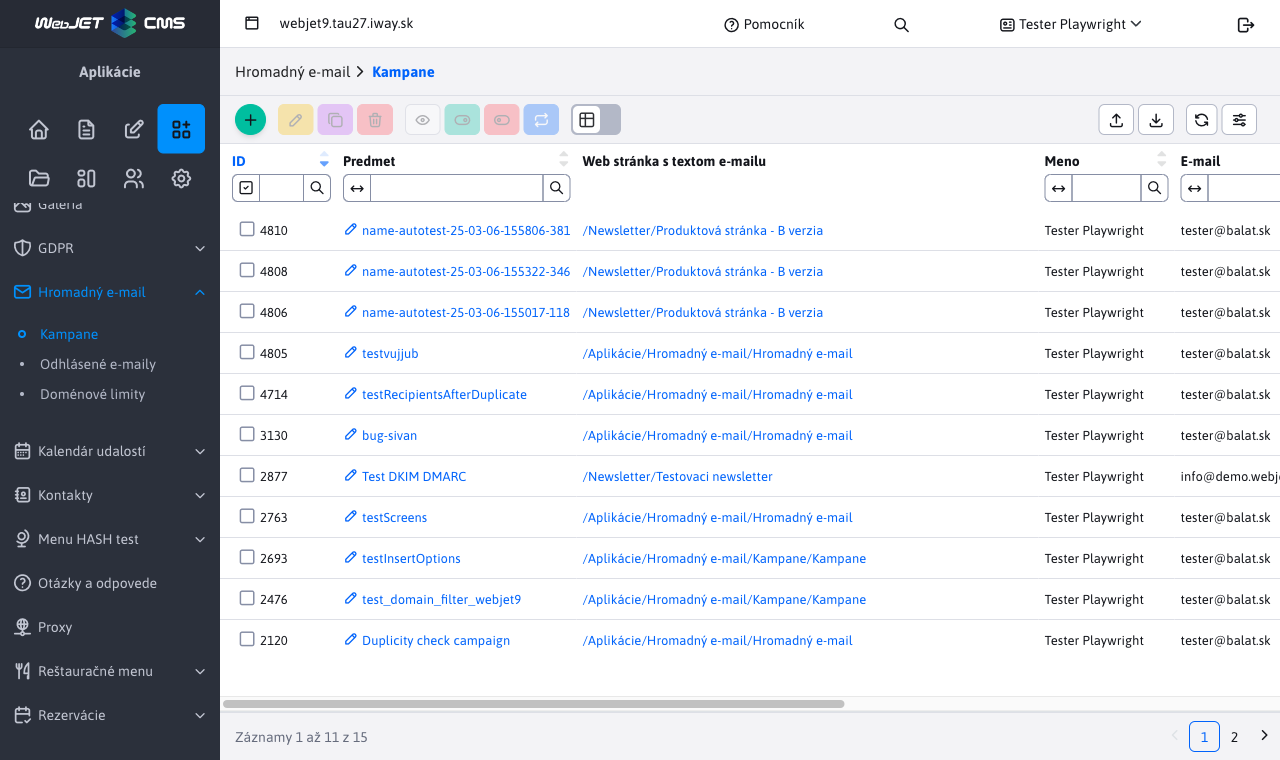 WebJET CMS
webjet9.tau27.iway.sk
Pomocník
Tester Playwright
Aplikácie
Galéria
GDPR
Hromadný e-mail
Kampane
Odhlásené e-maily
Doménové limity
Kalendár udalostí
Kontakty
Menu HASH test
Otázky a odpovede
Proxy
Reštauračné menu
Rezervácie
Hromadný e-mail > Kampane
ID Predmet Web stránka s textom e-mailu Meno E-mail
4810 name-autotest-25-03-06-155806-381 /Newsletter/Produktová stránka - B verzia Tester Playwright tester@balat.sk
4808 name-autotest-25-03-06-155322-346 /Newsletter/Produktová stránka - B verzia Tester Playwright tester@balat.sk
4806 name-autotest-25-03-06-155017-118 /Newsletter/Produktová stránka - B verzia Tester Playwright tester@balat.sk
4805 testvujjub /Aplikácie/Hromadný e-mail/Hromadný e-mail Tester Playwright tester@balat.sk
4714 testRecipientsAfterDuplicate /Aplikácie/Hromadný e-mail/Hromadný e-mail Tester Playwright tester@balat.sk
3130 bug-sivan /Aplikácie/Hromadný e-mail/Hromadný e-mail Tester Playwright tester@balat.sk
2877 Test DKIM DMARC /Newsletter/Testovaci newsletter Tester Playwright info@demo.webj
2763 testScreens /Aplikácie/Hromadný e-mail/Hromadný e-mail Tester Playwright tester@balat.sk
2693 testInsertOptions /Aplikácie/Hromadný e-mail/Kampane/Kampane Tester Playwright tester@balat.sk
2476 test_domain_filter_webjet9 /Aplikácie/Hromadný e-mail/Kampane/Kampane Tester Playwright tester@balat.sk
2120 Duplicity check campaign /Aplikácie/Hromadný e-mail/Hromadný e-mail Tester Playwright tester@balat.sk
Záznamy 1 až 11 z 15
1 2